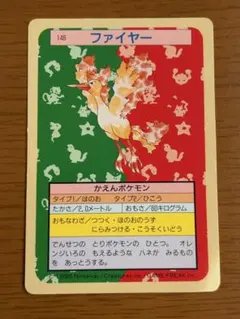 146
ファイヤー
かえんポケモン
タイプ1/ほのお タイプ2/ひこう
たかさ/2.0メートル おもさ/60キログラム
おもなわざ/つつく・ほのおのうず
にらみつける・こうそくいどう
でんせつの とりポケモンの ひとつ。 オレ
ンジいろの もえるような ハネか みるもの
を あっとうする。